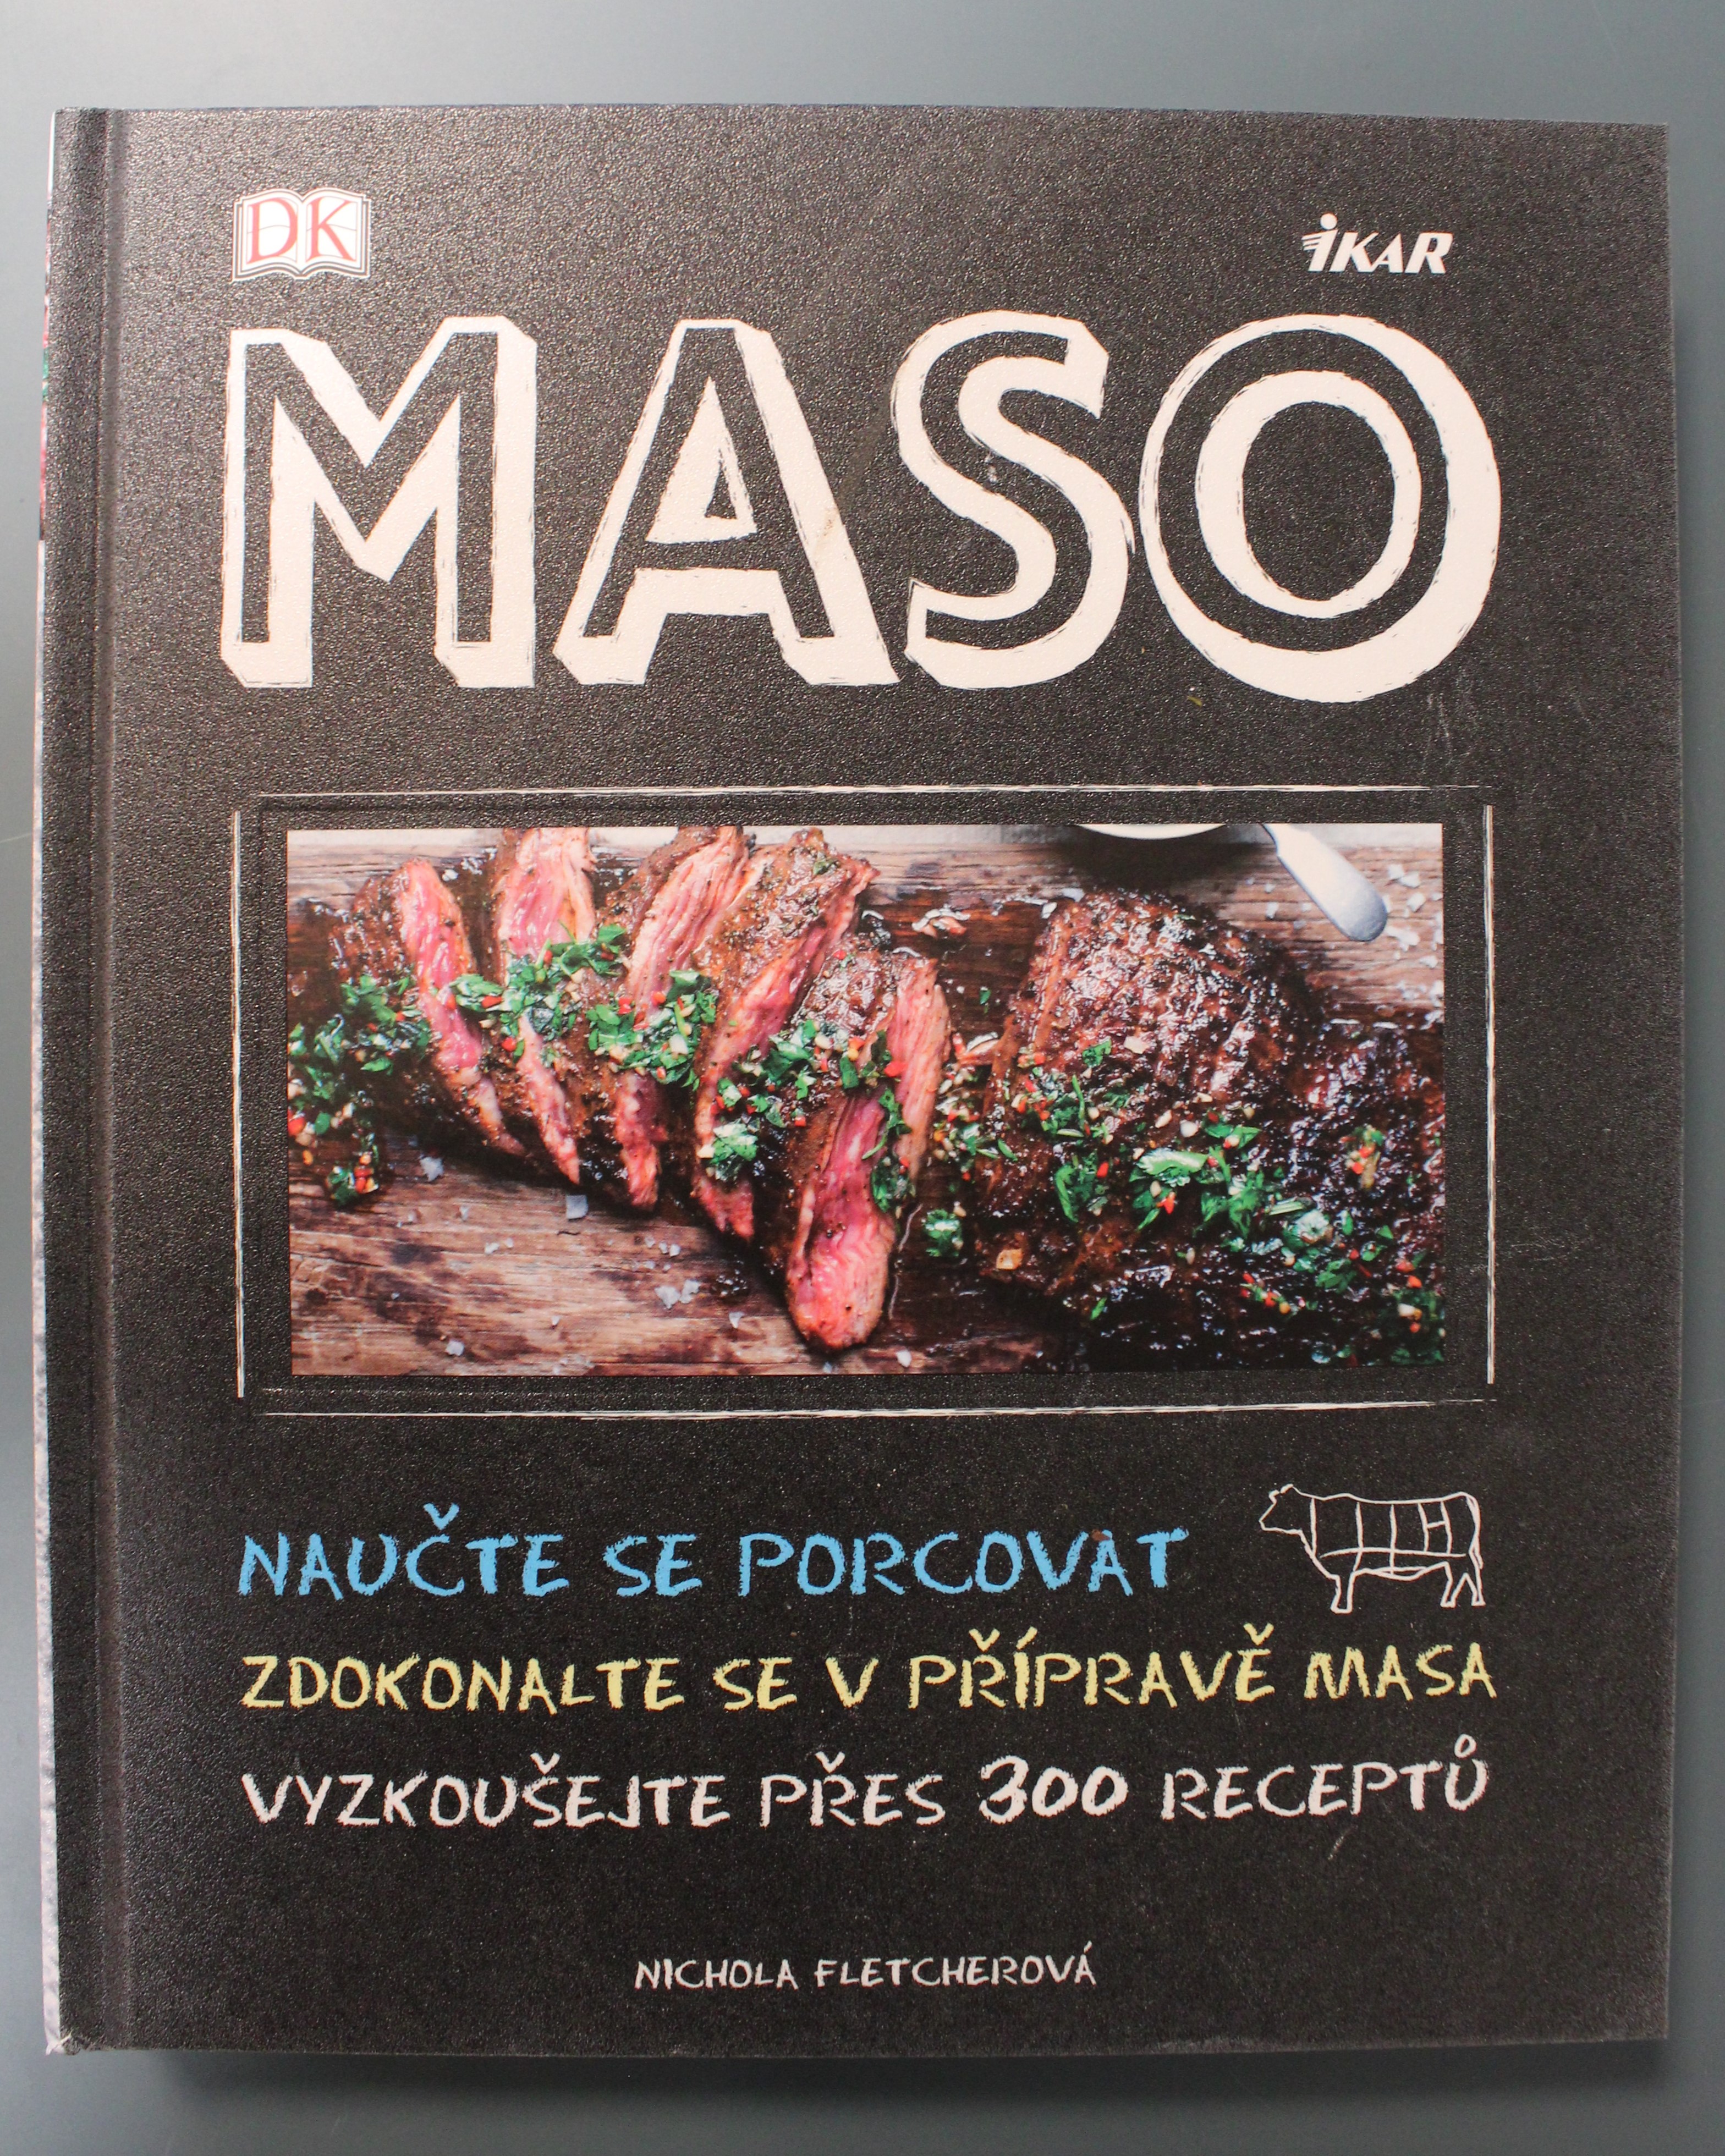 DK
iKAR
MASO
NAUČTE SE PORCOVAT
ZDOKONALTE SE V PŘÍPRAVĚ MASA
VYZKOUŠEJTE PŘES 300 RECEPTŮ
NICHOLA FLETCHEROVÁ